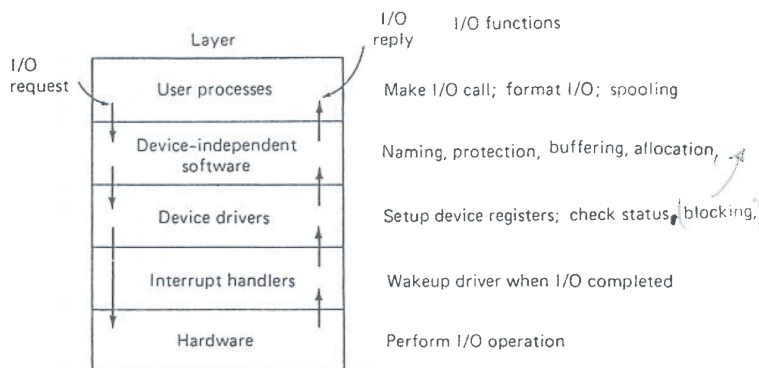 Layer
I/O reply
I/O functions
I/O request
User processes
Make I/O call; format I/O; spooling
Device-independent software
Naming, protection, buffering, allocation,
Device drivers
Setup device registers; check status, (blocking,
Interrupt handlers
Wakeup driver when I/O completed
Hardware
Perform I/O operation